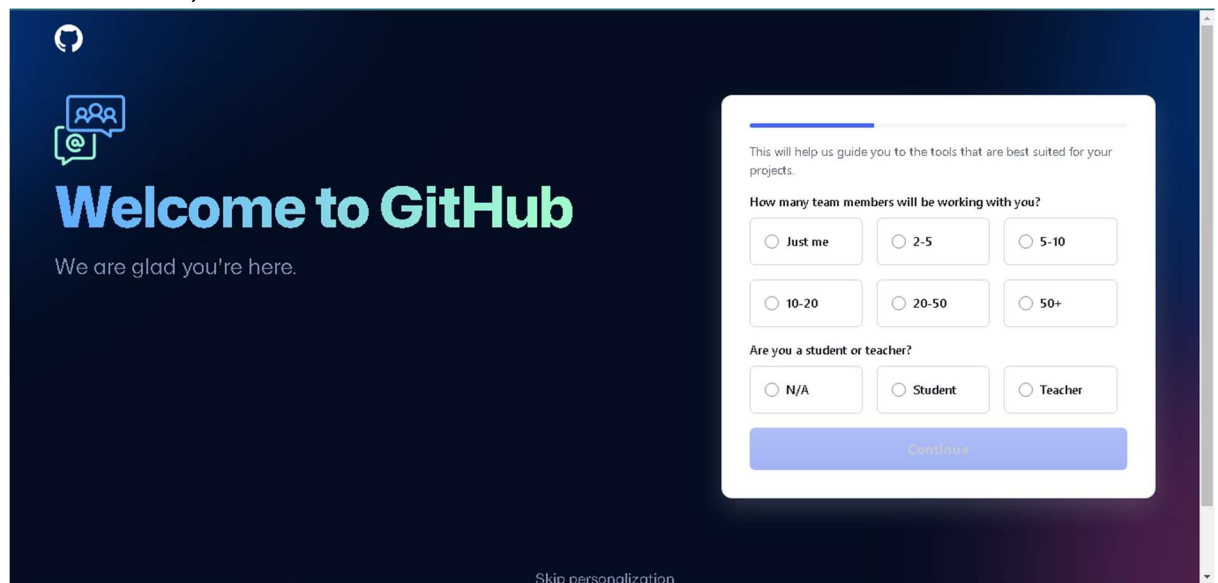 Welcome to GitHub
We are glad you're here.
This will help us guide you to the tools that are best suited for your
projects.
How many team members will be working with you?
Just me
2-5
5-10
10-20
20-50
50+
Are you a student or teacher?
N/A
Student
Teacher
Continue
Skip personalization